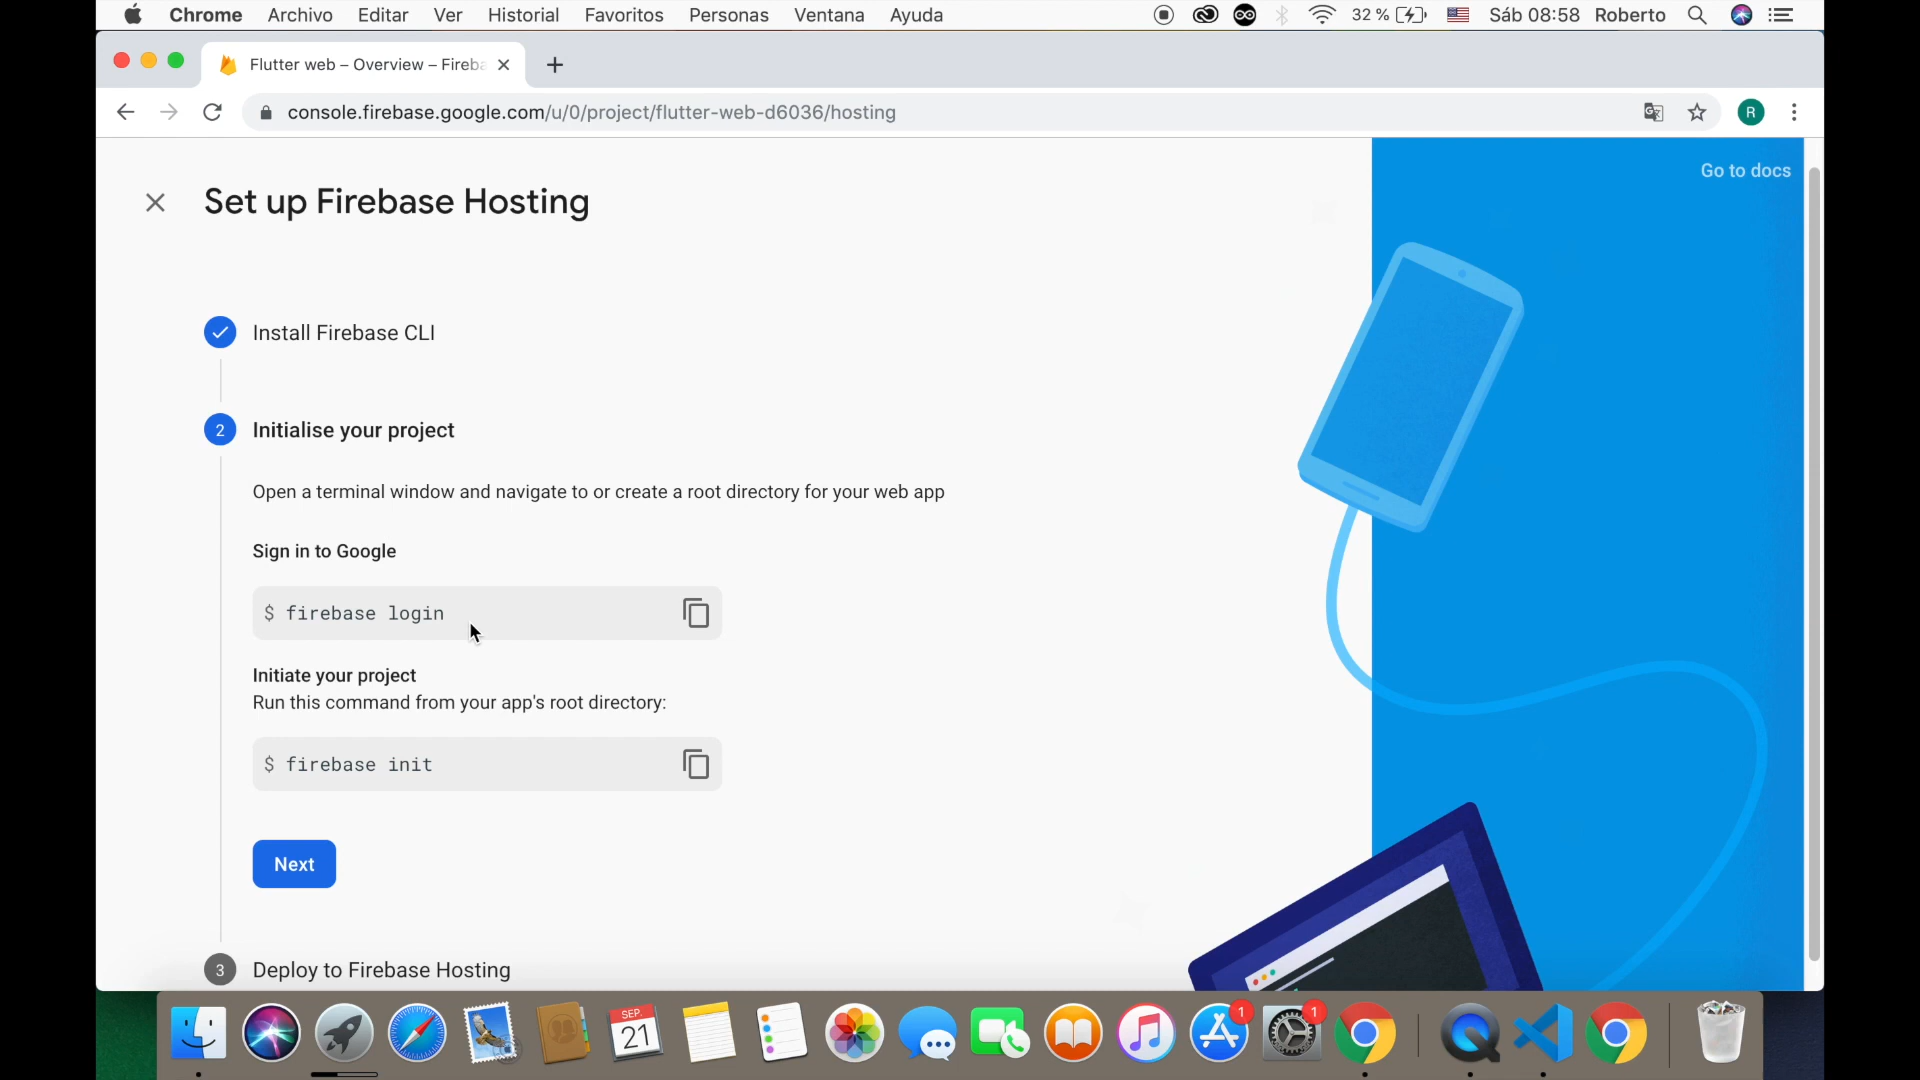 Chrome Archivo Editar Ver Historial Favoritos Personas Ventana Ayuda 32 % Sáb 08:58 Roberto
Flutter web – Overview – Fireba
console.firebase.google.com/u/0/project/flutter-web-d6036/hosting R
Go to docs
Set up Firebase Hosting
Install Firebase CLI
2 Initialise your project
Open a terminal window and navigate to or create a root directory for your web app
Sign in to Google
$ firebase login
Initiate your project
Run this command from your app's root directory:
$ firebase init
Next
3 Deploy to Firebase Hosting
SEP.
21
1
1